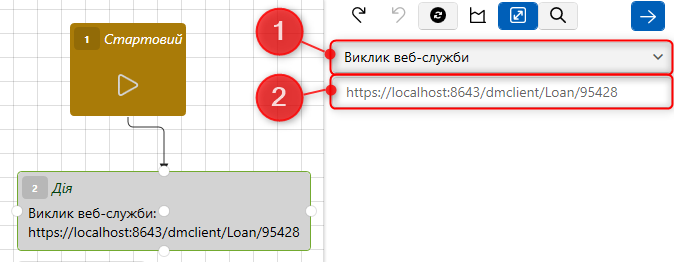 1 Стартовий
2 Дія
Виклик веб-служби:
https://localhost:8643/dmclient/Loan/95428
1
Виклик веб-служби
2
https://localhost:8643/dmclient/Loan/95428